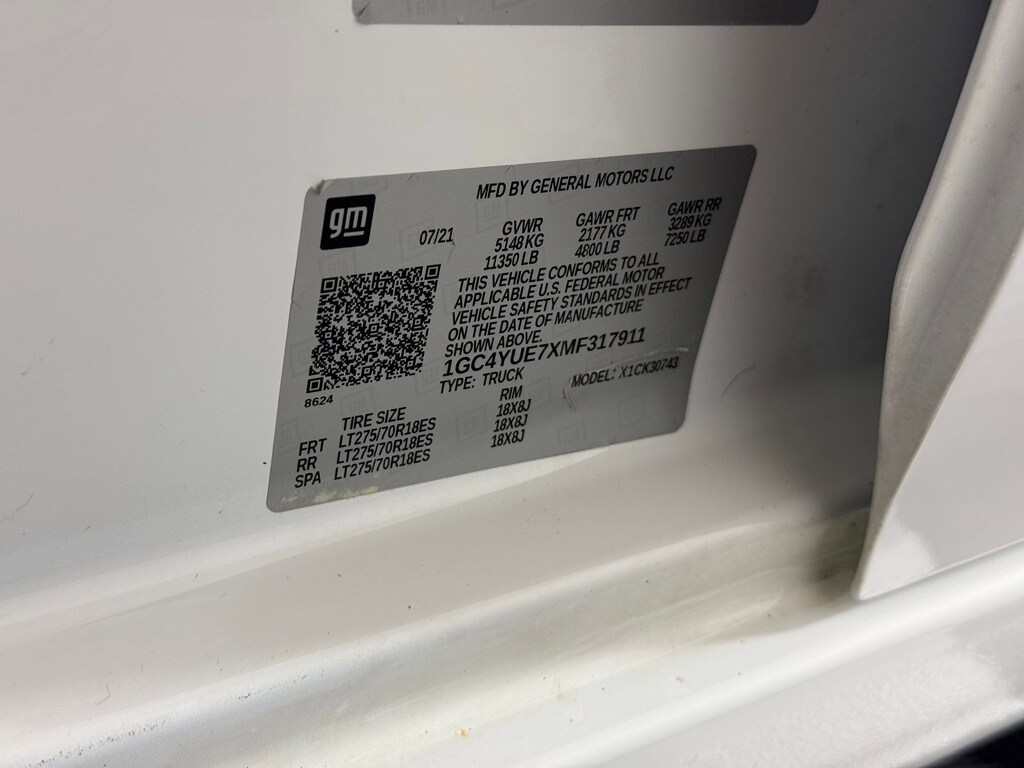 MFD BY GENERAL MOTORS LLC
gm
07/21
GVWR GAWR FRT GAWR RR
5148 KG 2177 KG 3289 KG
11350 LB 4800 LB 7250 LB
THIS VEHICLE CONFORMS TO ALL
APPLICABLE U.S. FEDERAL MOTOR
VEHICLE SAFETY STANDARDS IN EFFECT
ON THE DATE OF MANUFACTURE
SHOWN ABOVE.
1GC4YUE7XMF317911
TYPE: TRUCK MODEL: X1CK30743
8624
TIRE SIZE RIM
FRT LT275/70R18ES 18X8J
RR LT275/70R18ES 18X8J
SPA LT275/70R18ES 18X8J